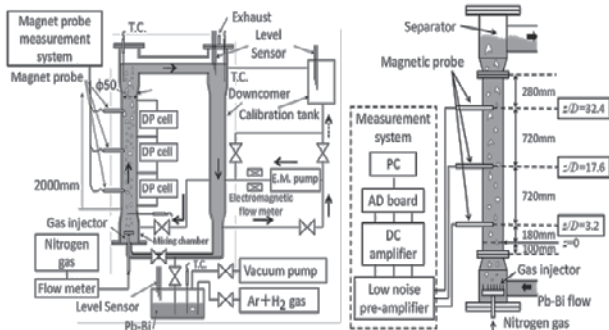 Magnet probe
measurement
system
T.C.
Exhaust
Level
Sensor
T.C.
Downcomer
Calibration tank
Magnet probe
ϕ50
DP cell
DP cell
DP cell
2000mm
E.M. pump
Electromagnetic
flow meter
Gas injector
Mixing chamber
Nitrogen
gas
Flow meter
Level Sensor
T.C.
Pb-Bi
Vacuum pump
Ar+H2 gas
Separator
Magnetic probe
Measurement
system
PC
AD board
DC
amplifier
Low noise
pre-amplifier
280mm
z/D=32.4
720mm
z/D=17.6
720mm
z/D=3.2
180mm
z=0
100mm
Gas injector
Pb-Bi flow
Nitrogen gas